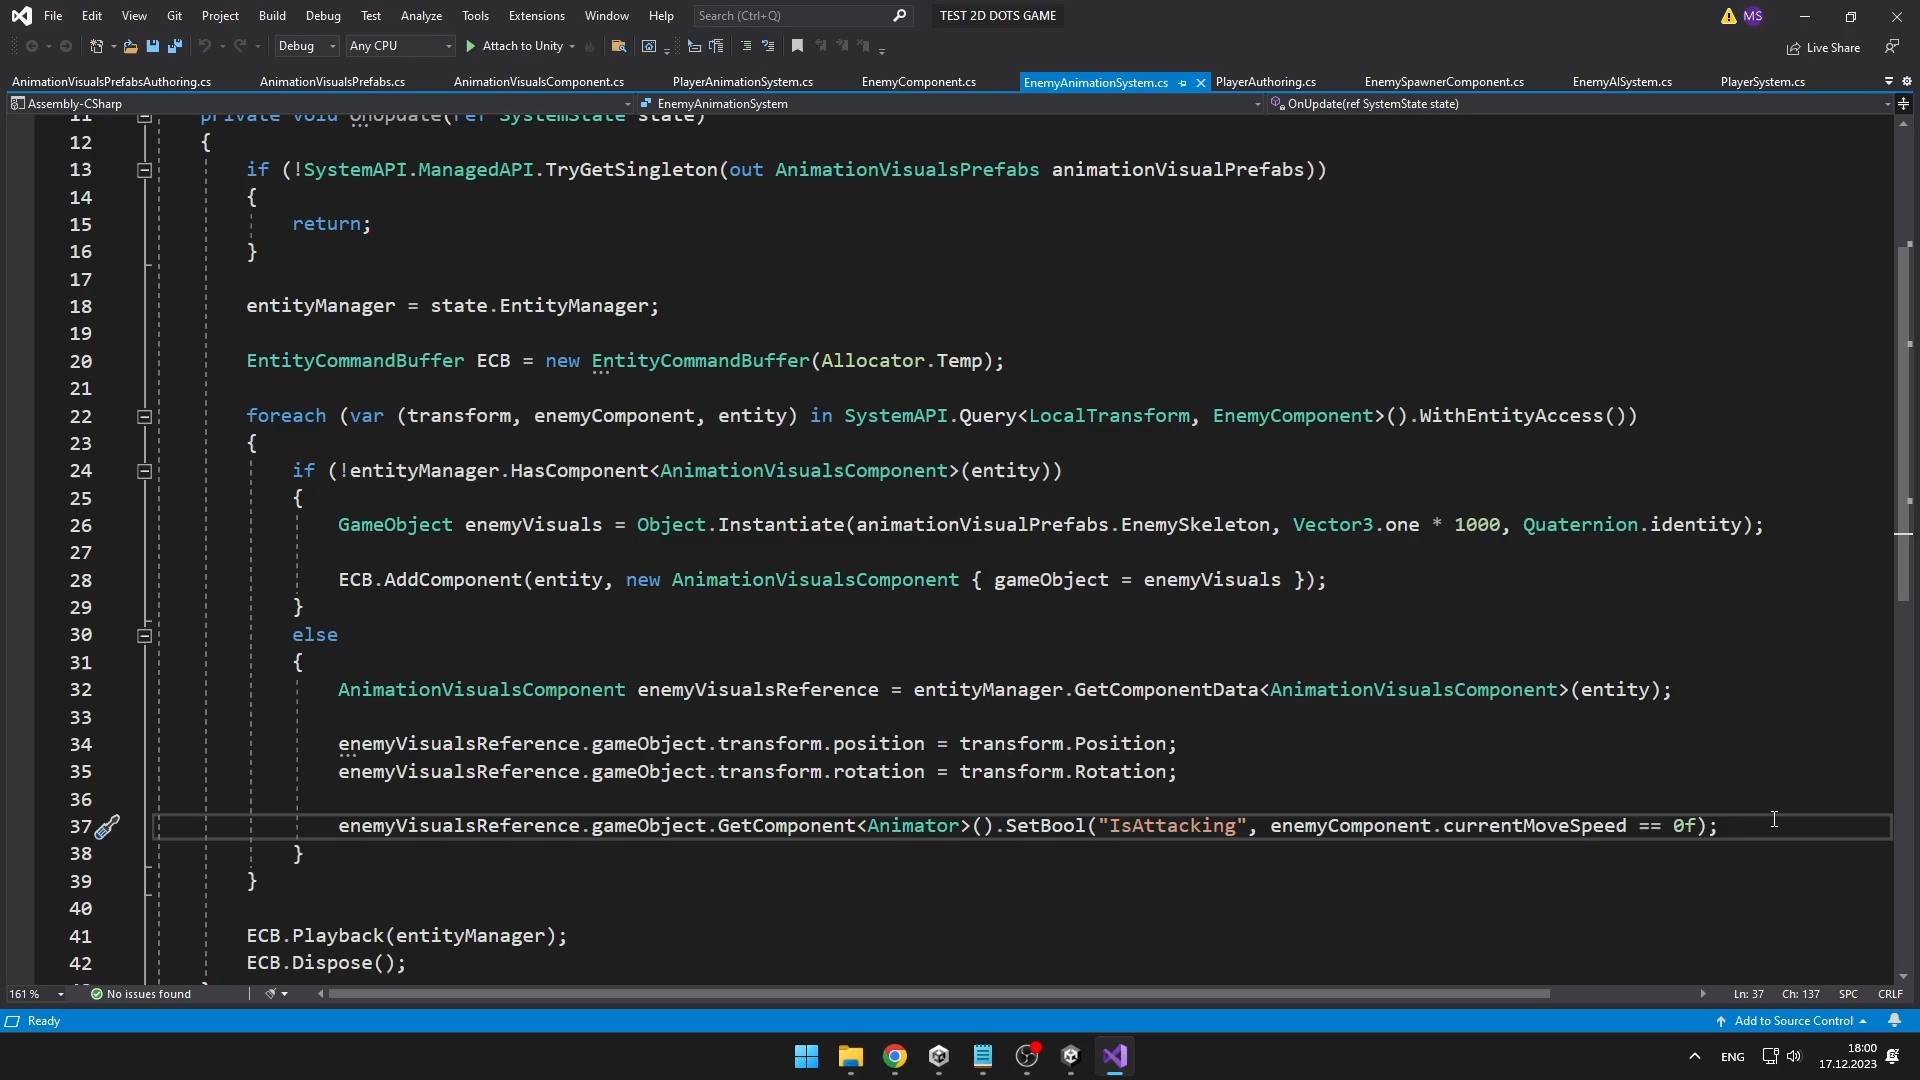 File Edit View Git Project Build Debug Test Analyze Tools Extensions Window Help Search (Ctrl+Q) TEST 2D DOTS GAME MS
Debug Any CPU Attach to Unity Live Share
AnimationVisualsPrefabsAuthoring.cs AnimationVisualsPrefabs.cs AnimationVisualsComponent.cs PlayerAnimationSystem.cs EnemyComponent.cs EnemyAnimationSystem.cs PlayerAuthoring.cs EnemySpawnerComponent.cs EnemyAISystem.cs PlayerSystem.cs
Assembly-CSharp EnemyAnimationSystem OnUpdate(ref SystemState state)
11 private void OnUpdate(ref SystemState state)
12 {
13 if (!SystemAPI.ManagedAPI.TryGetSingleton(out AnimationVisualsPrefabs animationVisualPrefabs))
14 {
15 return;
16 }
17
18 entityManager = state.EntityManager;
19
20 EntityCommandBuffer ECB = new EntityCommandBuffer(Allocator.Temp);
21
22 foreach (var (transform, enemyComponent, entity) in SystemAPI.Query<LocalTransform, EnemyComponent>().WithEntityAccess())
23 {
24 if (!entityManager.HasComponent<AnimationVisualsComponent>(entity))
25 {
26 GameObject enemyVisuals = Object.Instantiate(animationVisualPrefabs.EnemySkeleton, Vector3.one * 1000, Quaternion.identity);
27
28 ECB.AddComponent(entity, new AnimationVisualsComponent { gameObject = enemyVisuals });
29 }
30 else
31 {
32 AnimationVisualsComponent enemyVisualsReference = entityManager.GetComponentData<AnimationVisualsComponent>(entity);
33
34 enemyVisualsReference.gameObject.transform.position = transform.Position;
35 enemyVisualsReference.gameObject.transform.rotation = transform.Rotation;
36
37 enemyVisualsReference.gameObject.GetComponent<Animator>().SetBool("IsAttacking", enemyComponent.currentMoveSpeed == 0f);
38 }
39 }
40
41 ECB.Playback(entityManager);
42 ECB.Dispose();
161 % No issues found Ln: 37 Ch: 137 SPC CRLF
Ready Add to Source Control
ENG 18:00
17.12.2023